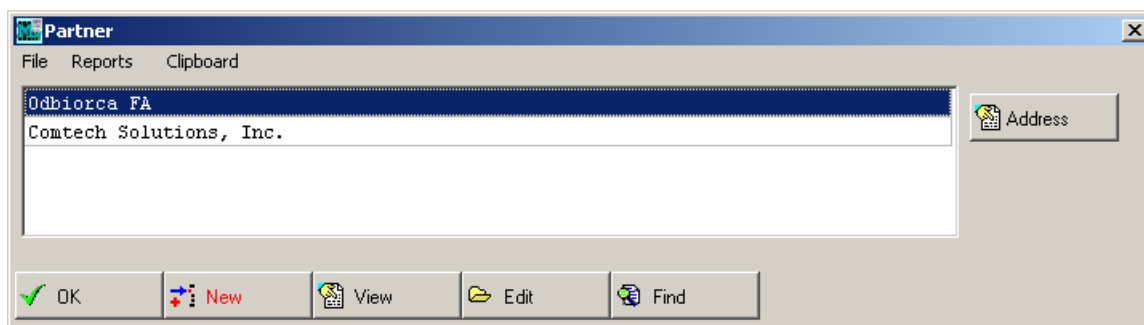 Partner
File Reports Clipboard
Odbiorca FA
Comtech Solutions, Inc.
Address
OK New View Edit Find